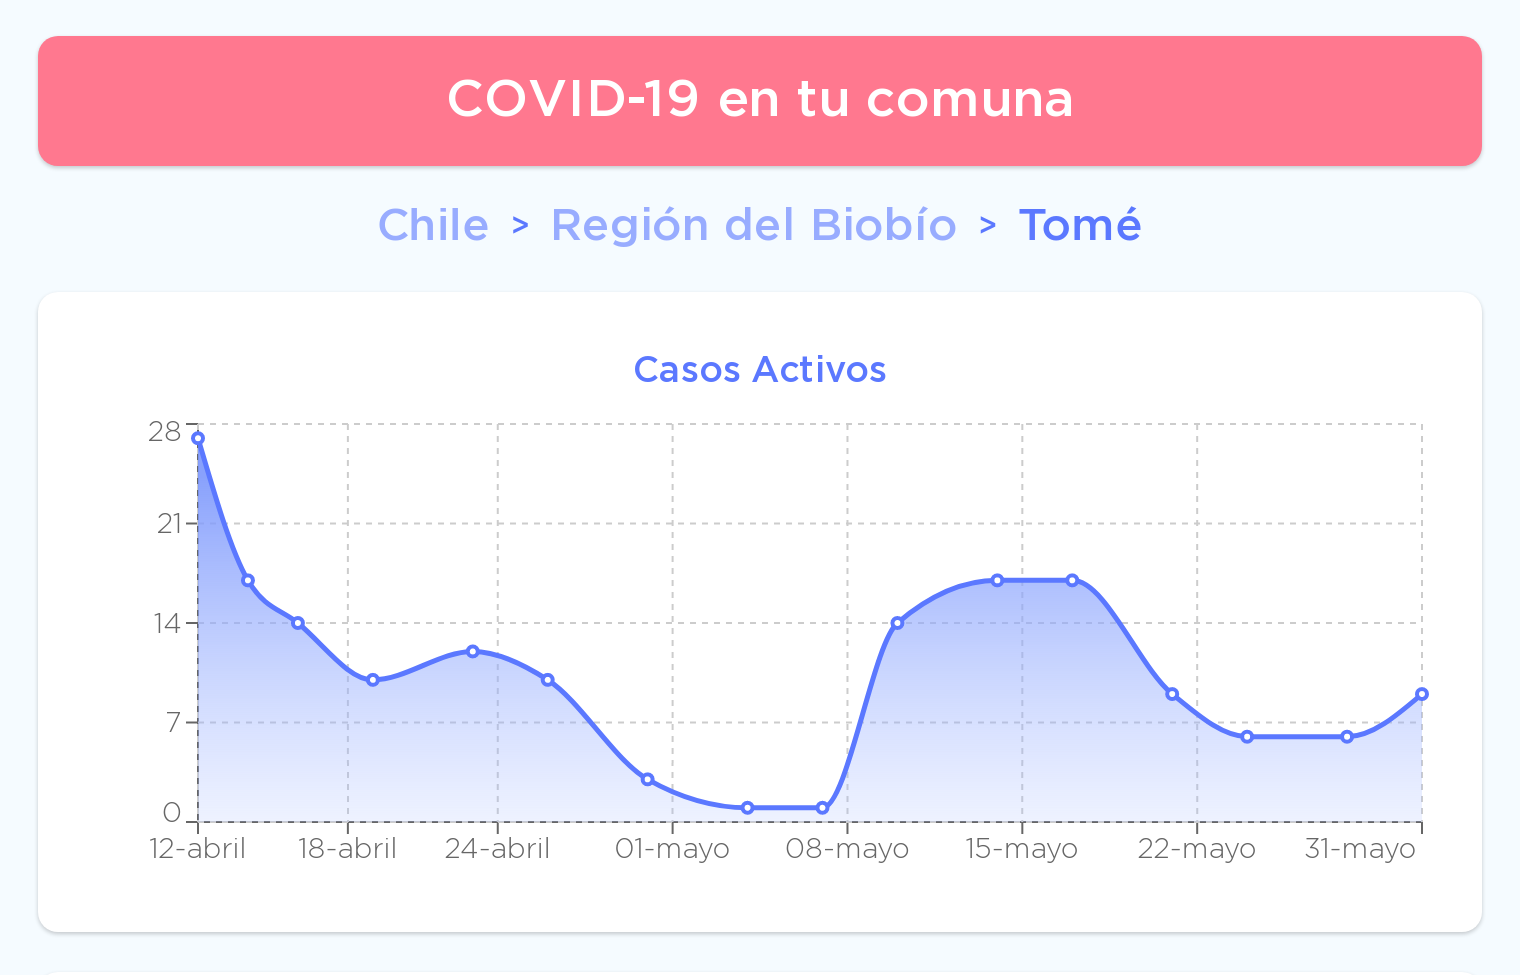 COVID-19 en tu comuna
Chile > Región del Biobío > Tomé
Casos Activos
28
21
14
7
0
12-abril 18-abril 24-abril 01-mayo 08-mayo 15-mayo 22-mayo 31-mayo